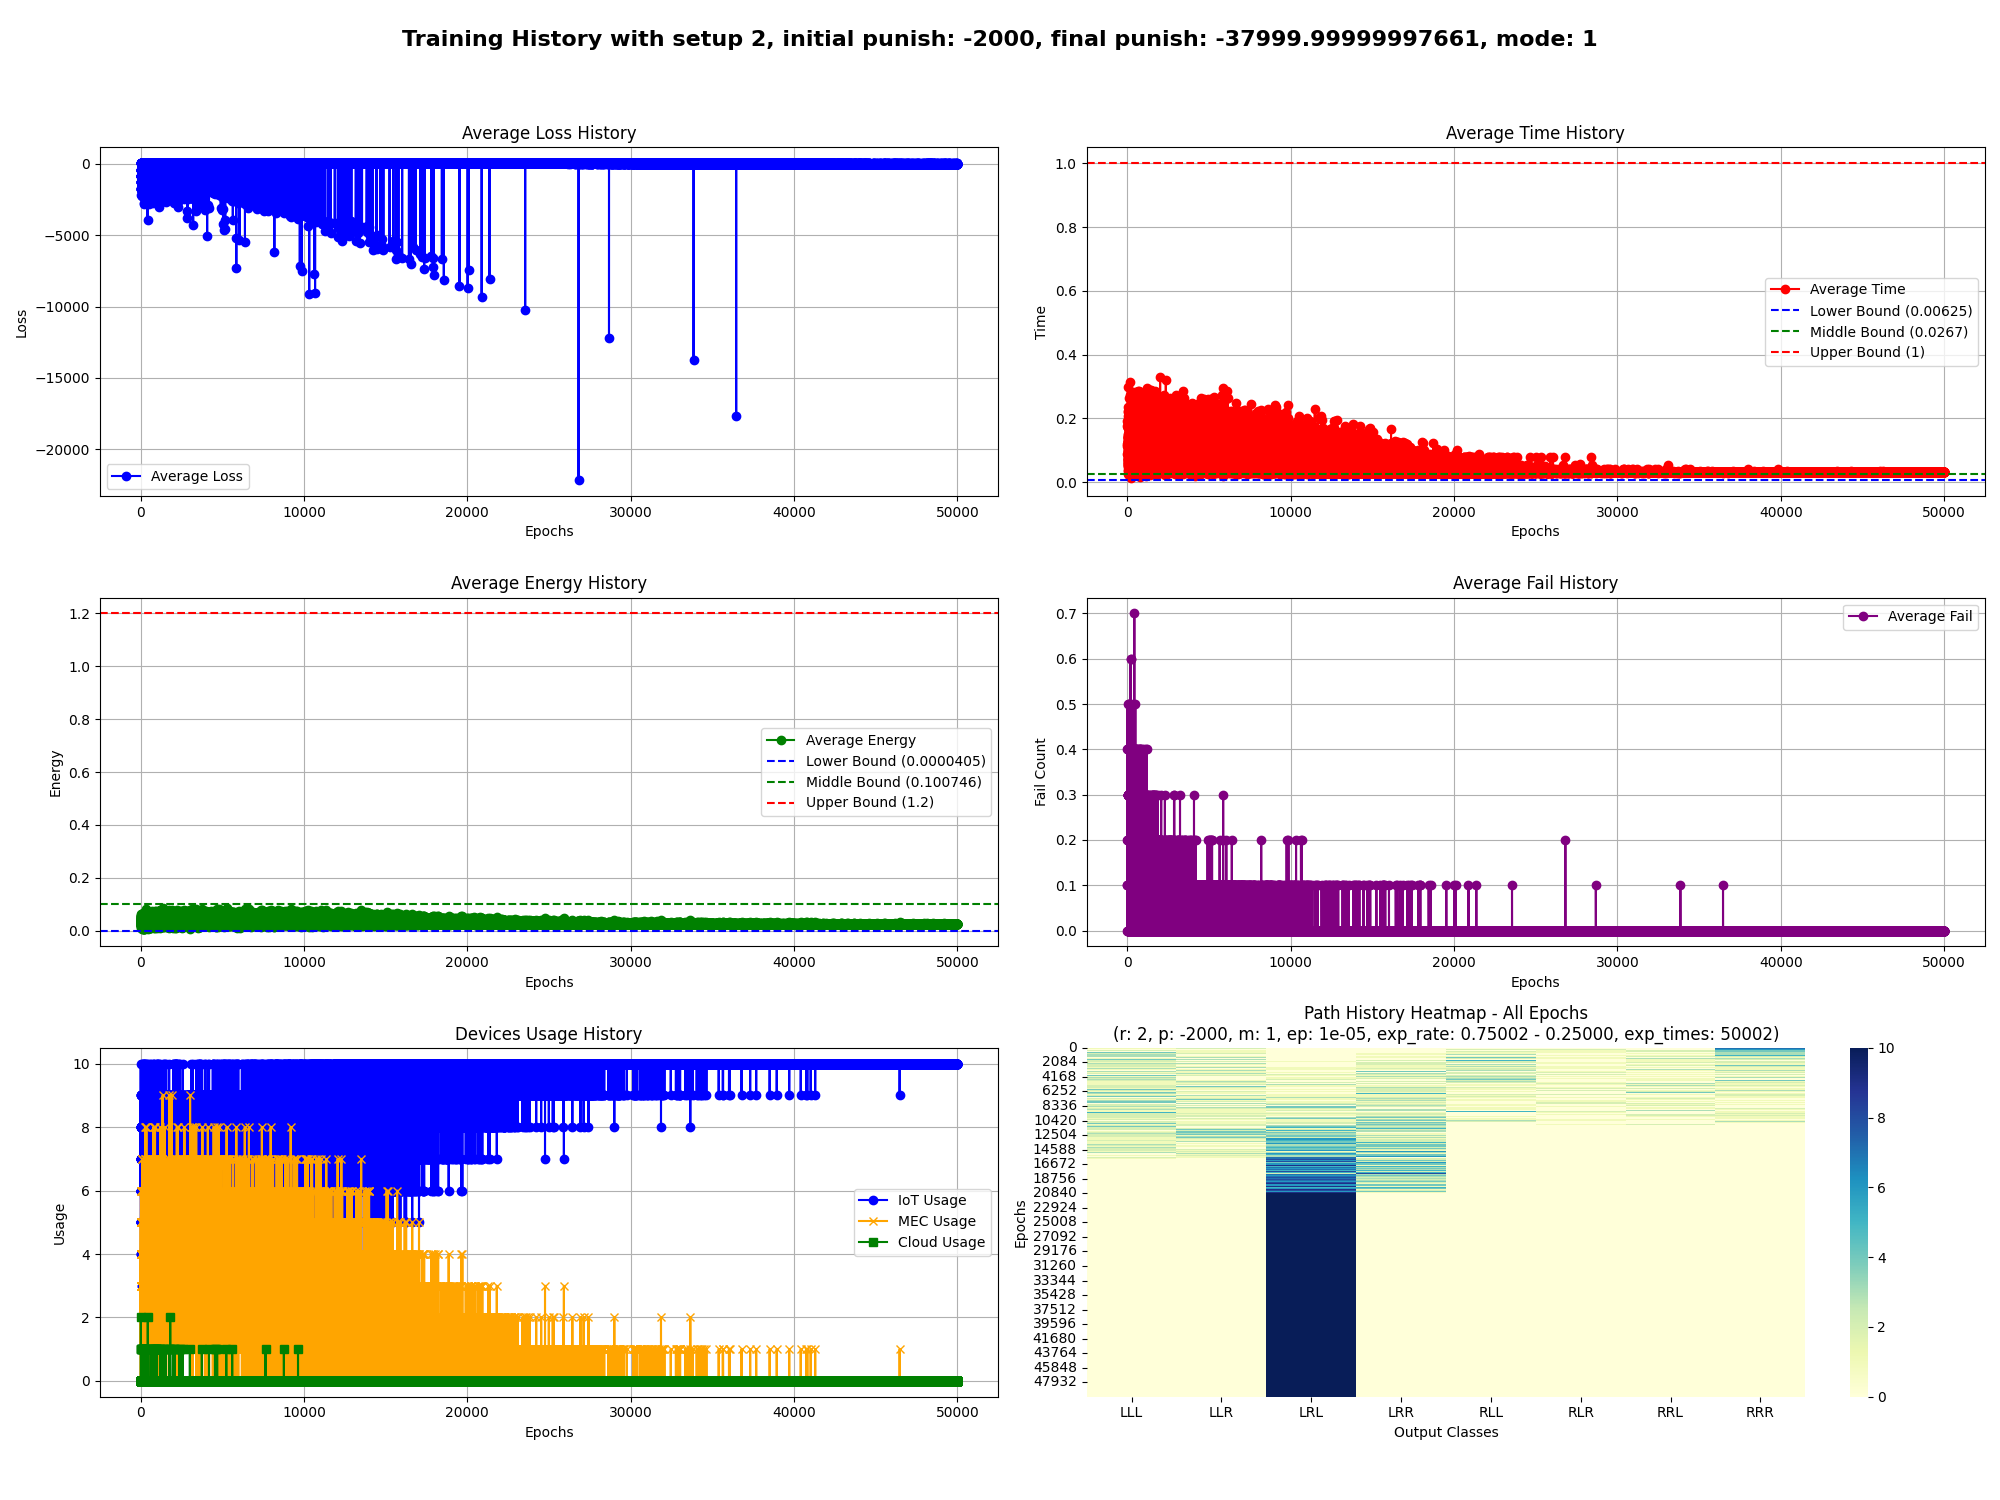 Training History with setup 2, initial punish: -2000, final punish: -37999.99999997661, mode: 1
Average Loss History
Loss
0
−5000
−10000
−15000
−20000
Average Loss
0 10000 20000 30000 40000 50000
Epochs
Average Time History
Time
1.0
0.8
0.6
0.4
0.2
0.0
Average Time
Lower Bound (0.00625)
Middle Bound (0.0267)
Upper Bound (1)
0 10000 20000 30000 40000 50000
Epochs
Average Energy History
Energy
1.2
1.0
0.8
0.6
0.4
0.2
0.0
Average Energy
Lower Bound (0.0000405)
Middle Bound (0.100746)
Upper Bound (1.2)
0 10000 20000 30000 40000 50000
Epochs
Average Fail History
Fail Count
0.7
0.6
0.5
0.4
0.3
0.2
0.1
0.0
Average Fail
0 10000 20000 30000 40000 50000
Epochs
Devices Usage History
Usage
10
8
6
4
2
0
IoT Usage
MEC Usage
Cloud Usage
0 10000 20000 30000 40000 50000
Epochs
Path History Heatmap - All Epochs
(r: 2, p: -2000, m: 1, ep: 1e-05, exp_rate: 0.75002 - 0.25000, exp_times: 50002)
Epochs
0
2084
4168
6252
8336
10420
12504
14588
16672
18756
20840
22924
25008
27092
29176
31260
33344
35428
37512
39596
41680
43764
45848
47932
LLL LLR LRL LRR RLL RLR RRL RRR
Output Classes
10
8
6
4
2
0